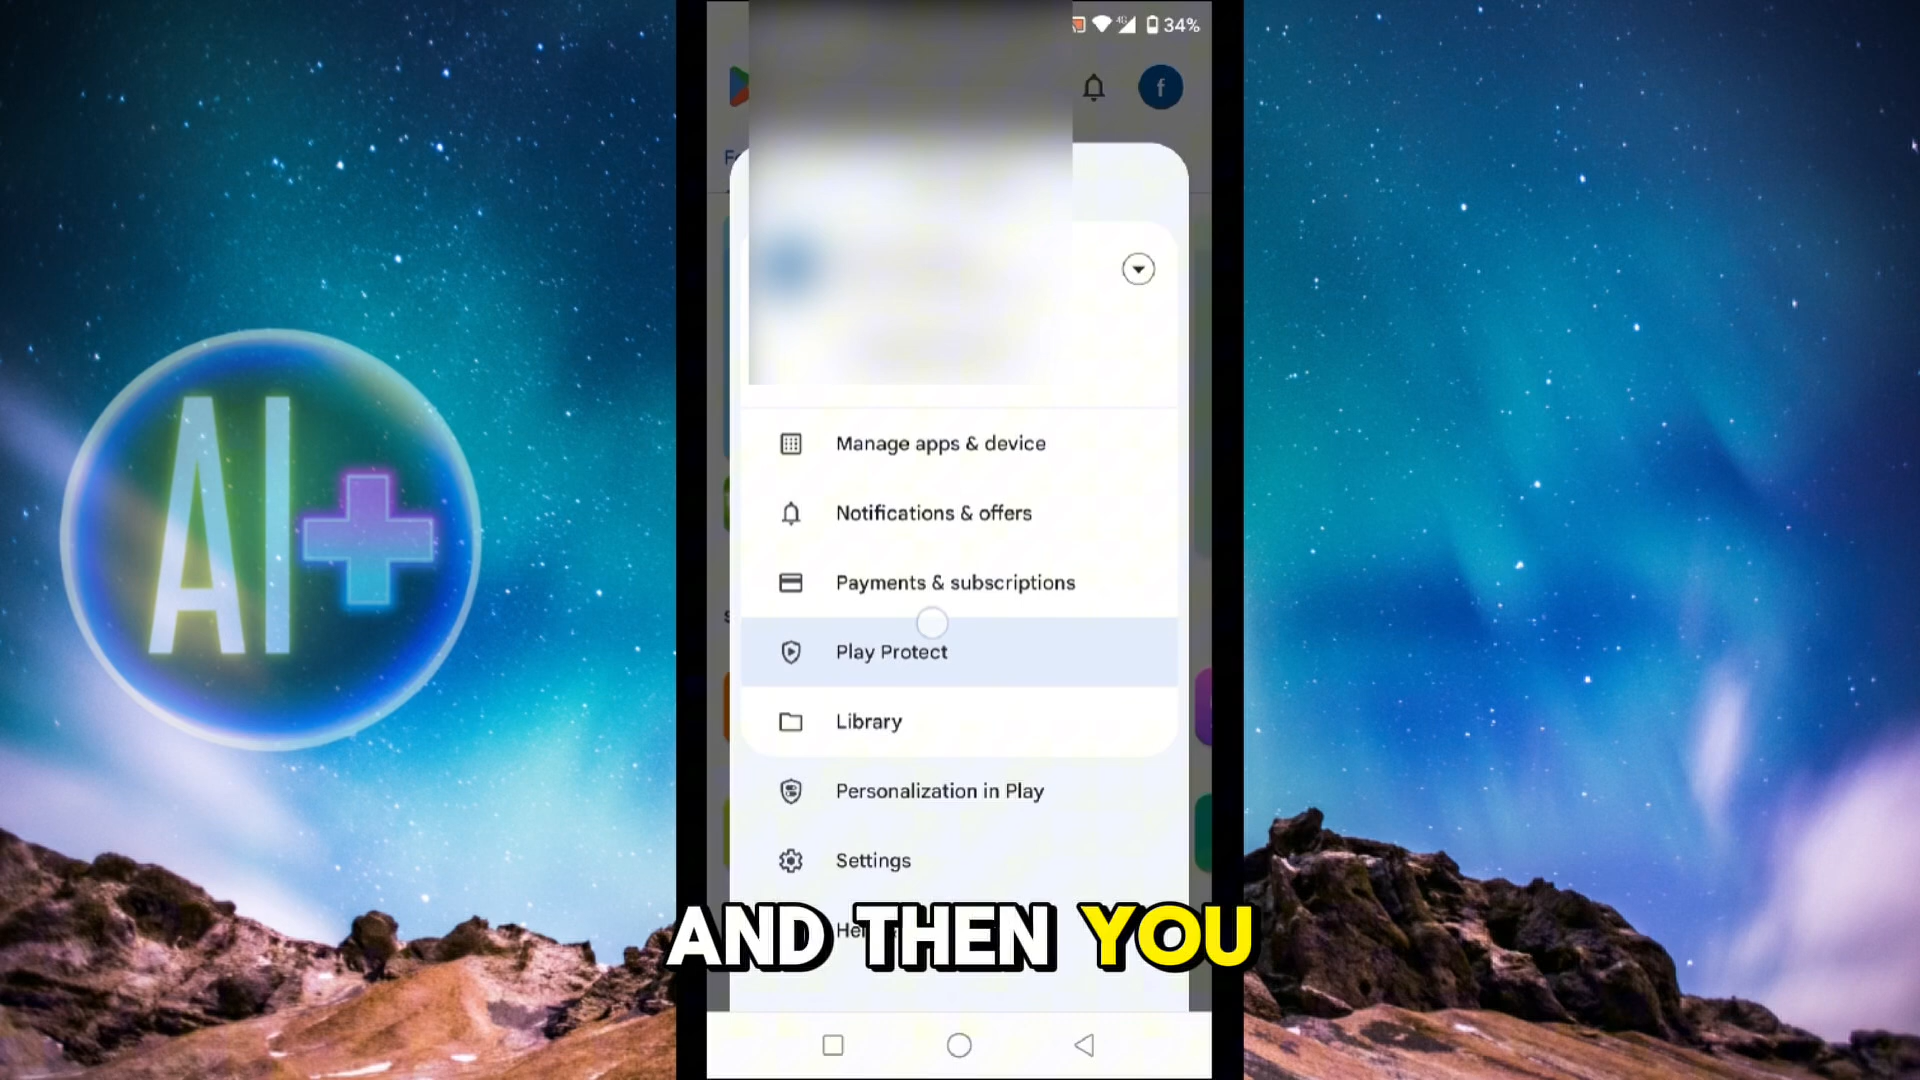 4G 34%
f
AI+
Manage apps & device
Notifications & offers
Payments & subscriptions
Play Protect
Library
Personalization in Play
Settings
AND THEN YOU